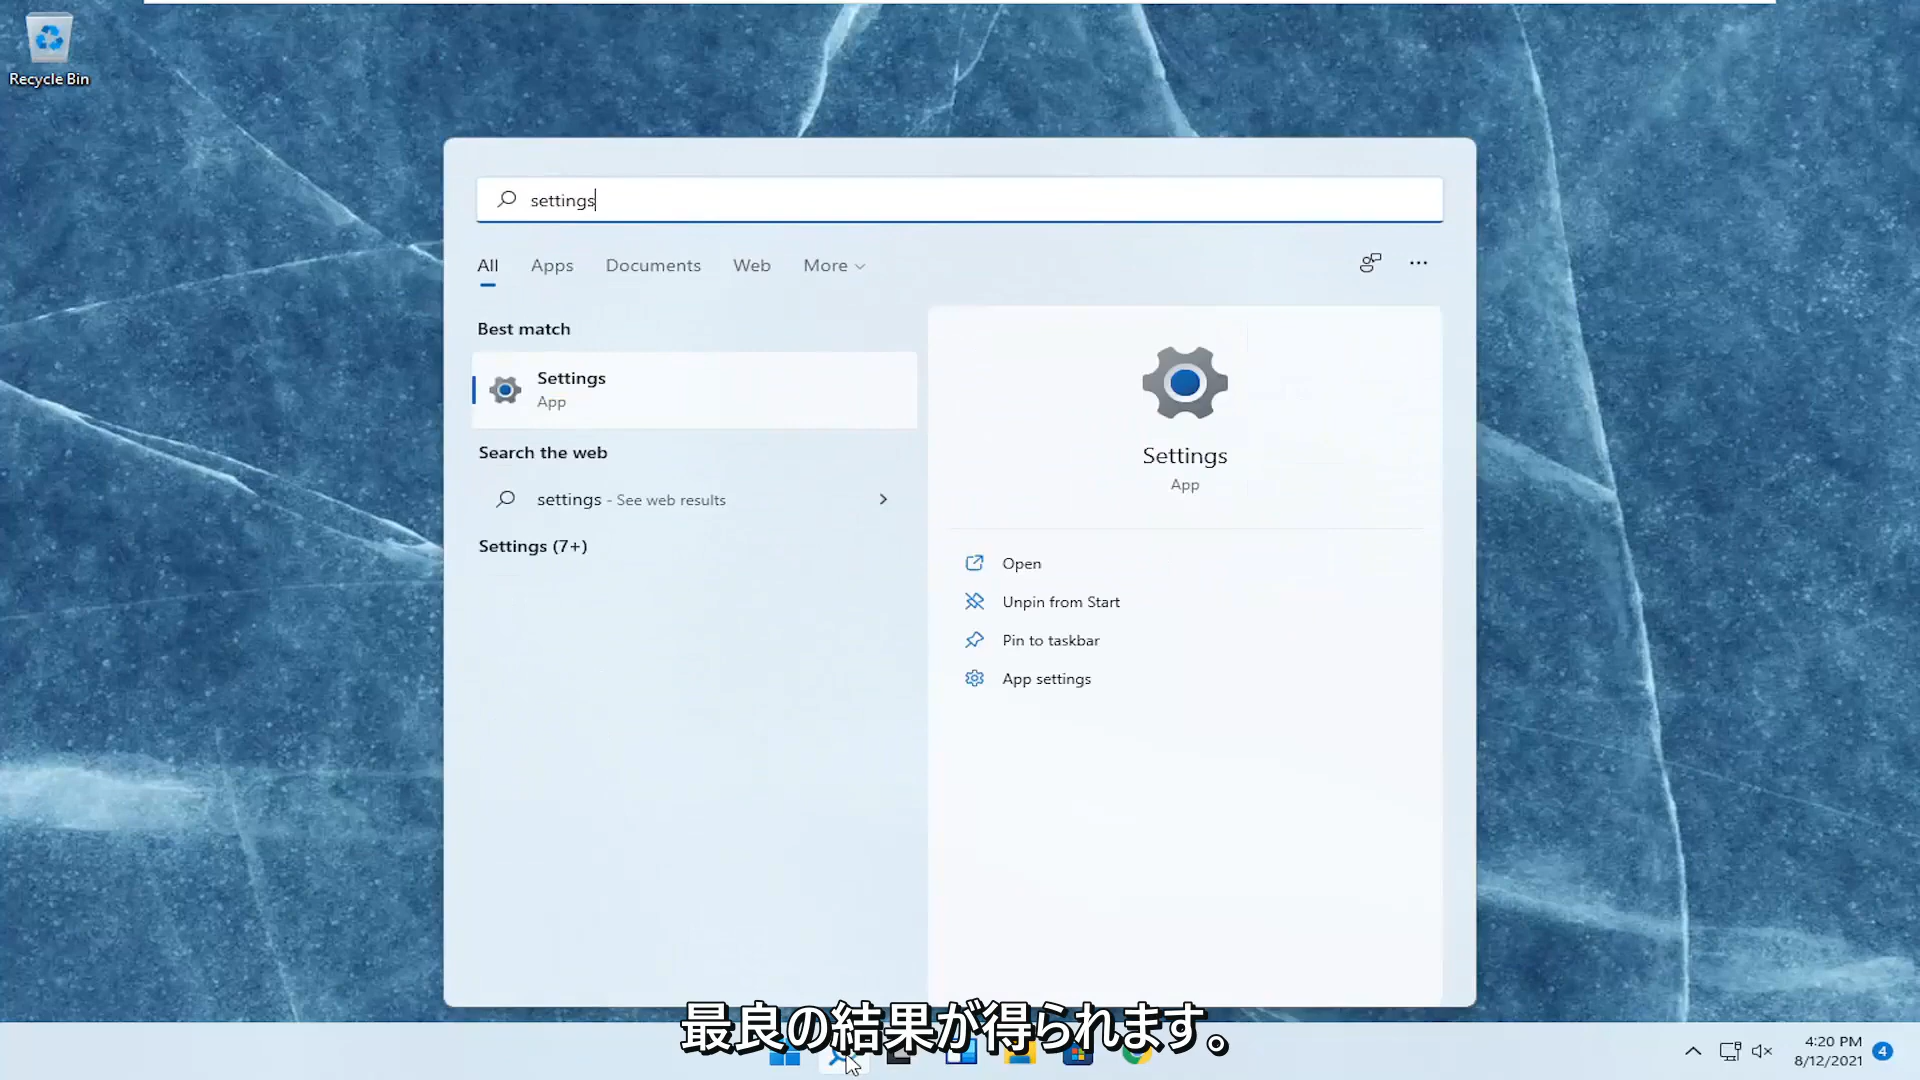 Recycle Bin
settings
All Apps Documents Web More
Best match
Settings
App
Search the web
settings - See web results
Settings (7+)
Settings
App
Open
Unpin from Start
Pin to taskbar
App settings
最良の結果が得られます。
4:20 PM
8/12/2021
4